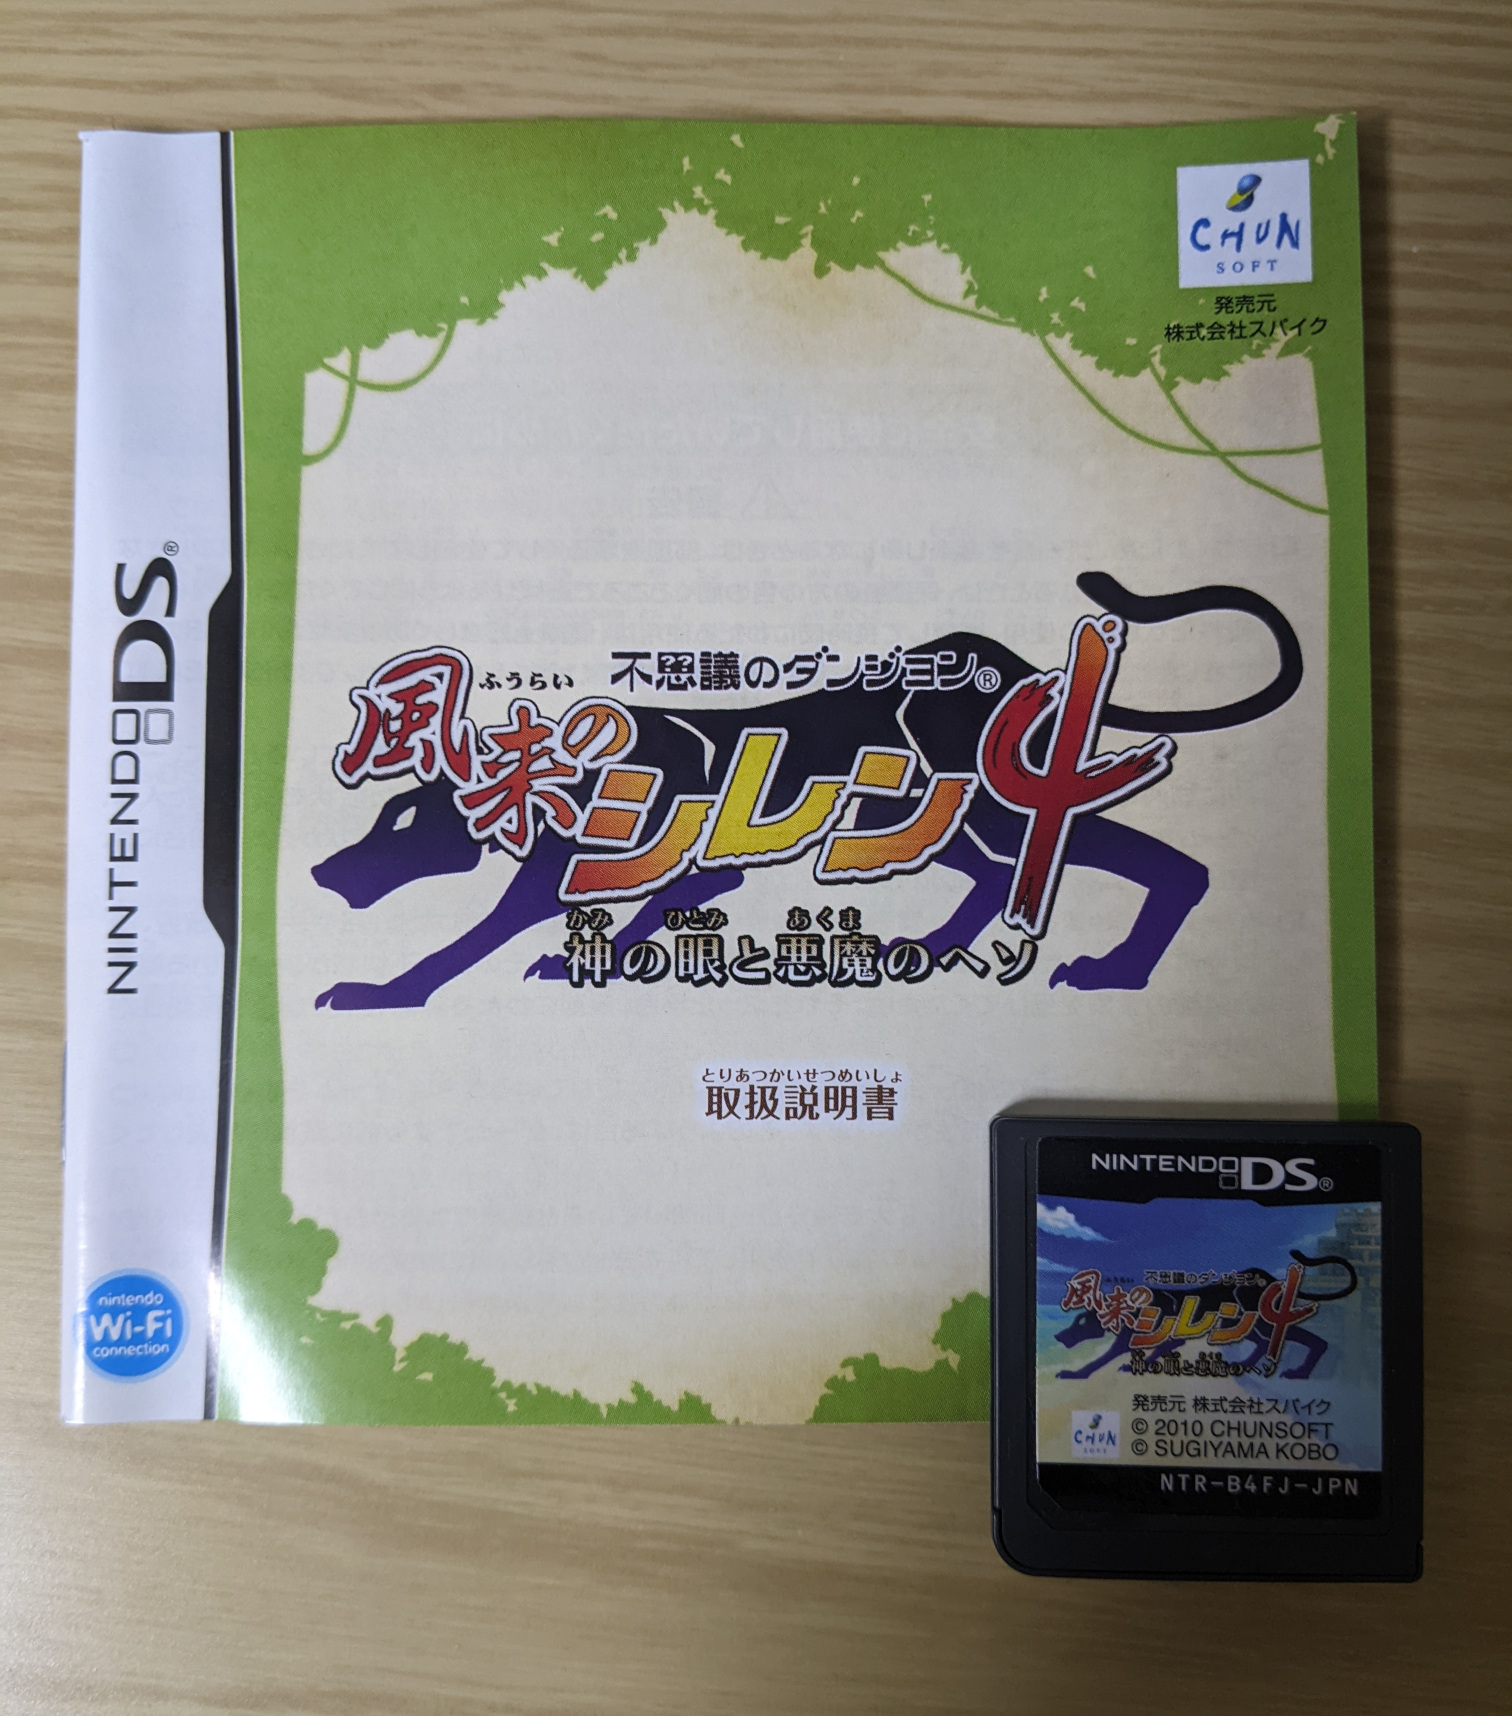 NINTENDO DS®
nintendo
Wi-Fi
connection
CHUN
SOFT
発売元
株式会社スパイク
不思議のダンジョン®
ふうらい
風来のシレン4
かみ ひとみ あくま
神の眼と悪魔のヘソ
とりあつかいせつめいしょ
取扱説明書
NINTENDO DS®
不思議のダンジョン®
ふうらい
風来のシレン4
神の眼と悪魔のヘソ
発売元 株式会社スパイク
© 2010 CHUNSOFT
© SUGIYAMA KOBO
CHUN
SOFT
NTR-B4FJ-JPN